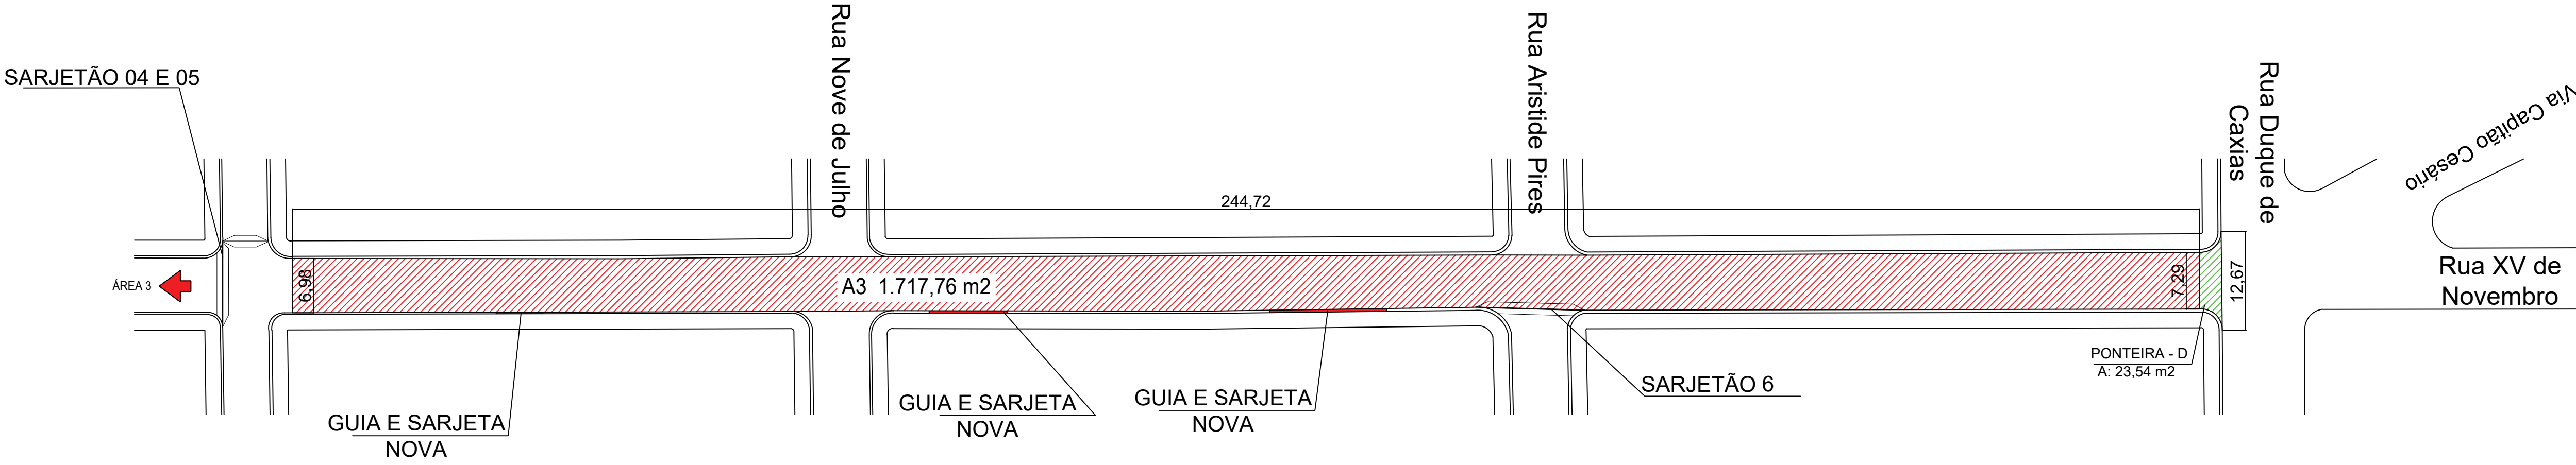 SARJETÃO 04 E 05
ÁREA 3
6,98
GUIA E SARJETA
NOVA
Rua Nove de Julho
A3 1.717,76 m2
GUIA E SARJETA
NOVA
244,72
GUIA E SARJETA
NOVA
Rua Aristide Pires
SARJETÃO 6
7,29
PONTEIRA - D
A: 23,54 m2
12,67
Rua Duque de
Caxias
Via Capitão Cesário
Rua XV de
Novembro